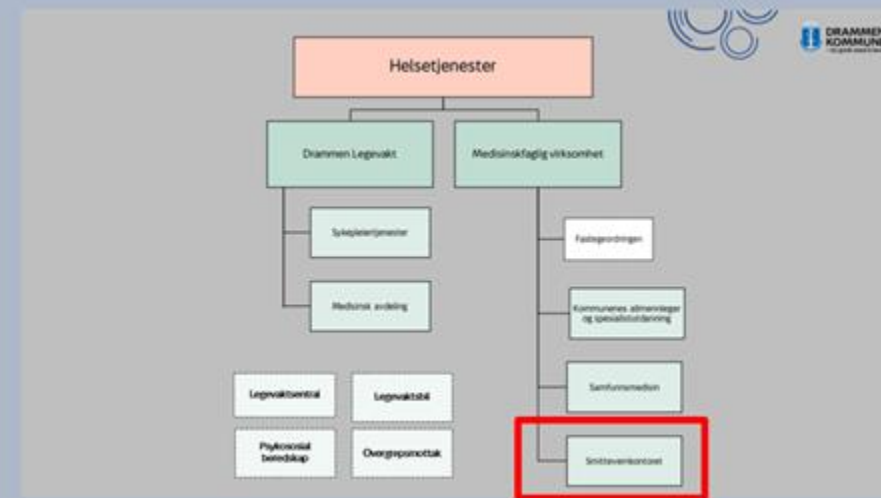 DRAMMEN
KOMMUNE
Helsetjenester
Drammen Legevakt
Medisinskfaglig virksomhet
Sykepleiertjenester
Fastlegeordningen
Medisinsk avdeling
Kommunenes allmennleger
og spesialistutdanning
Samfunnsmedisin
Legevaktsentral
Legevaktsbil
Psykososial
beredskap
Overgrepsmottak
Smittevernkontoret